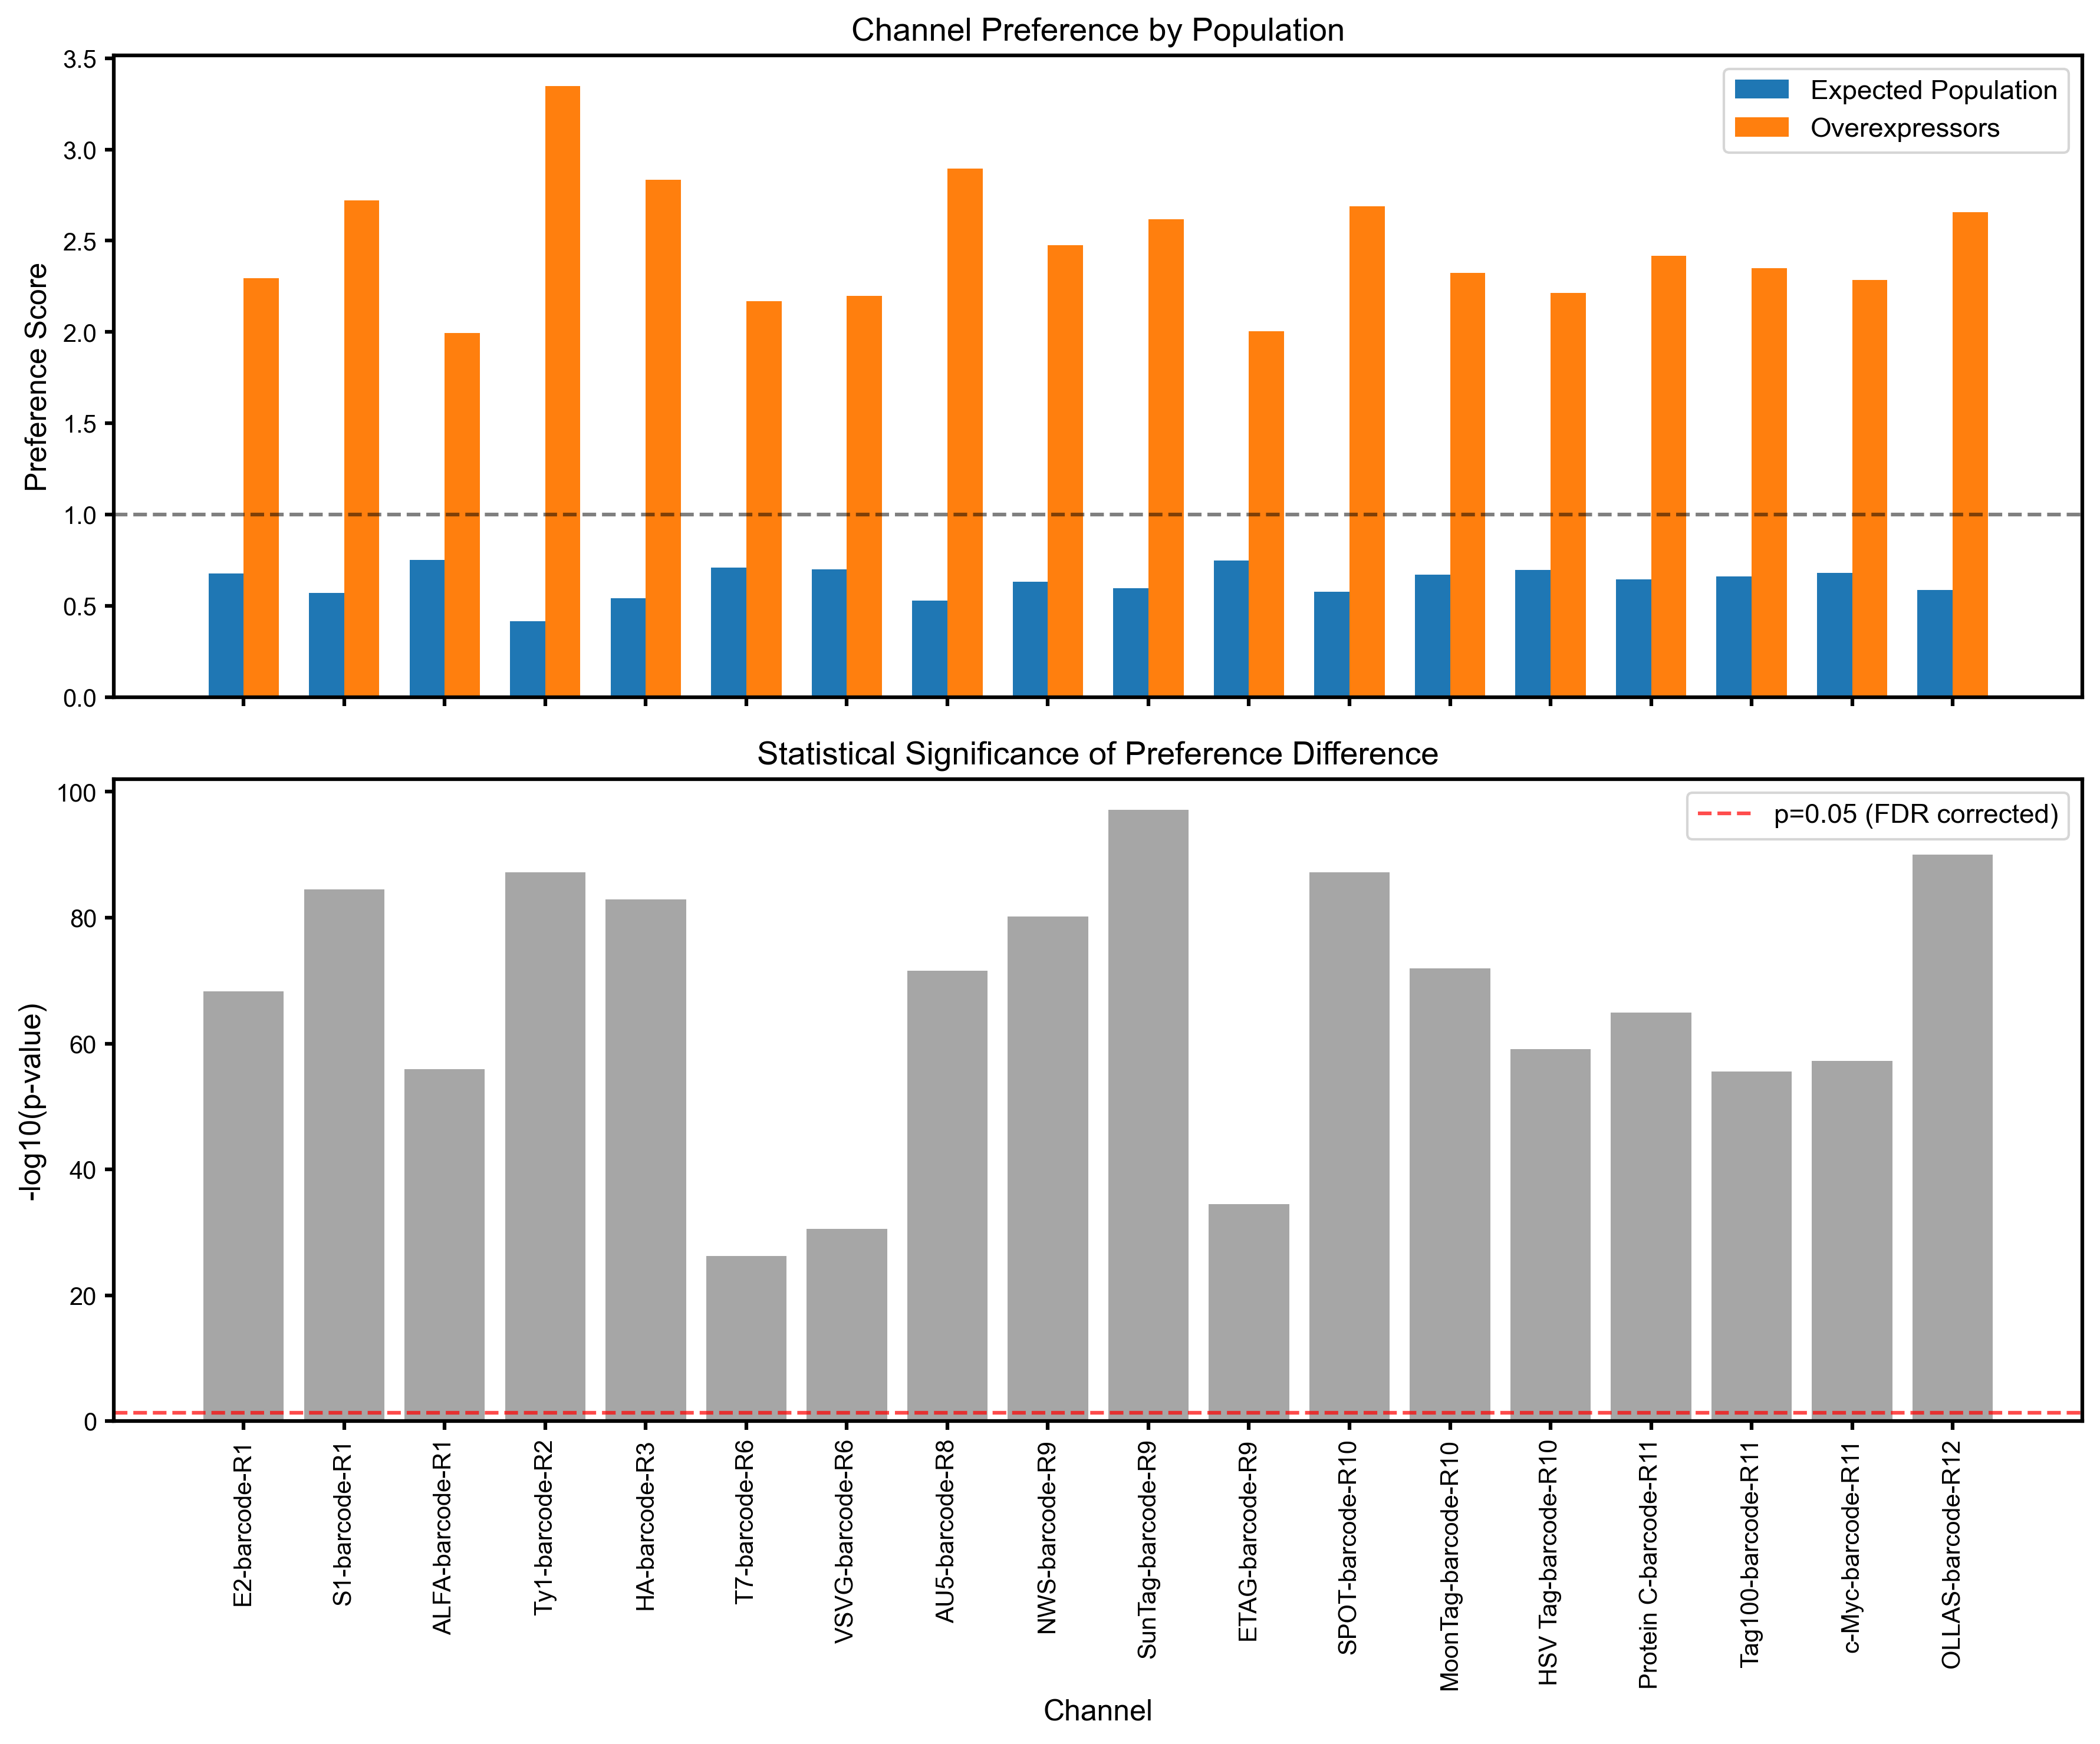 Channel Preference by Population
3.5
3.0
2.5
2.0
1.5
1.0
0.5
0.0
Preference Score
Expected Population
Overexpressors
Statistical Significance of Preference Difference
100
80
60
40
20
0
-log10(p-value)
p=0.05 (FDR corrected)
E2-barcode-R1
S1-barcode-R1
ALFA-barcode-R1
Ty1-barcode-R2
HA-barcode-R3
T7-barcode-R6
VSVG-barcode-R6
AU5-barcode-R8
NWS-barcode-R9
SunTag-barcode-R9
ETAG-barcode-R9
SPOT-barcode-R10
MoonTag-barcode-R10
HSV Tag-barcode-R10
Protein C-barcode-R11
Tag100-barcode-R11
c-Myc-barcode-R11
OLLAS-barcode-R12
Channel